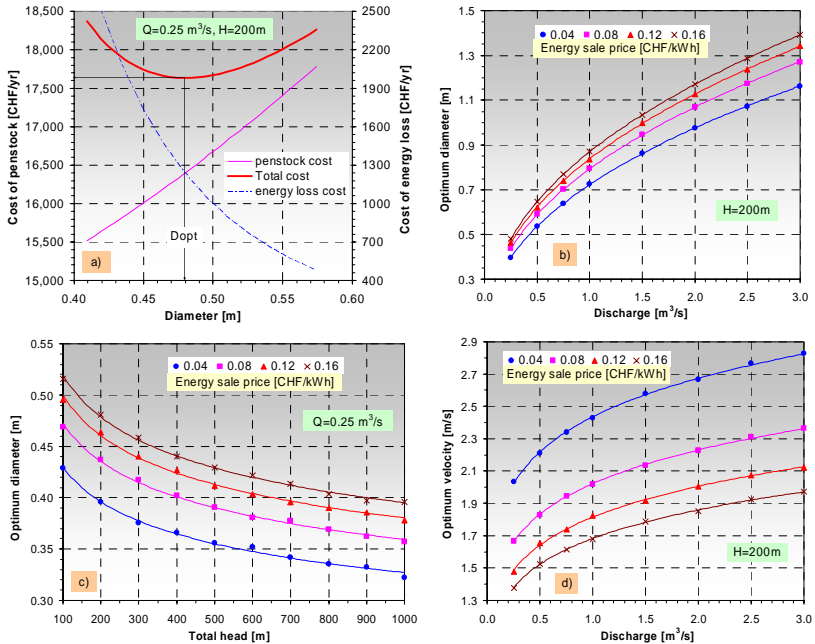 Q=0.25 m³/s, H=200m
Cost of penstock [CHF/yr]
18,500
18,000
17,500
17,000
16,500
16,000
15,500
15,000
Cost of energy loss [CHF/yr]
2500
2200
1900
1600
1300
1000
700
400
penstock cost
Total cost
energy loss cost
Dopt
a)
0.40 0.45 0.50 0.55 0.60
Diameter [m]
0.04 0.08 0.12 0.16
Energy sale price [CHF/kWh]
Optimum diameter [m]
1.5
1.3
1.1
0.9
0.7
0.5
0.3
H=200m
b)
0.0 0.5 1.0 1.5 2.0 2.5 3.0
Discharge [m³/s]
0.04 0.08 0.12 0.16
Energy sale price [CHF/kWh]
Q=0.25 m³/s
Optimum diameter [m]
0.55
0.50
0.45
0.40
0.35
0.30
c)
100 200 300 400 500 600 700 800 900 1000
Total head [m]
0.04 0.08 0.12 0.16
Energy sale price [CHF/kWh]
Optimum velocity [m/s]
2.9
2.7
2.5
2.3
2.1
1.9
1.7
1.5
1.3
H=200m
d)
0.0 0.5 1.0 1.5 2.0 2.5 3.0
Discharge [m³/s]